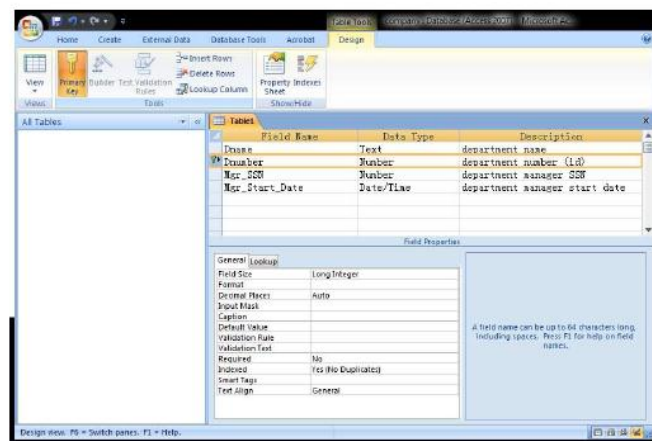 Table Tools
company : Database (Access 2007) - Microsoft Ac...
Home Create External Data Database Tools Acrobat Design
View
Primary Key
Builder
Test Validation Rules
Insert Rows
Delete Rows
Lookup Column
Property Sheet
Indexes
Views Tools Show/Hide
All Tables
Table1
Field Name Data Type Description
Dname Text department name
Dnumber Number department number (id)
Mgr_SSN Number department manager SSN
Mgr_Start_Date Date/Time department manager start date
Field Properties
General Lookup
Field Size Long Integer
Format
Decimal Places Auto
Input Mask
Caption
Default Value
Validation Rule
Validation Text
Required No
Indexed Yes (No Duplicates)
Smart Tags
Text Align General
A field name can be up to 64 characters long,
including spaces. Press F1 for help on field
names.
Design view. F6 = Switch panes. F1 = Help.